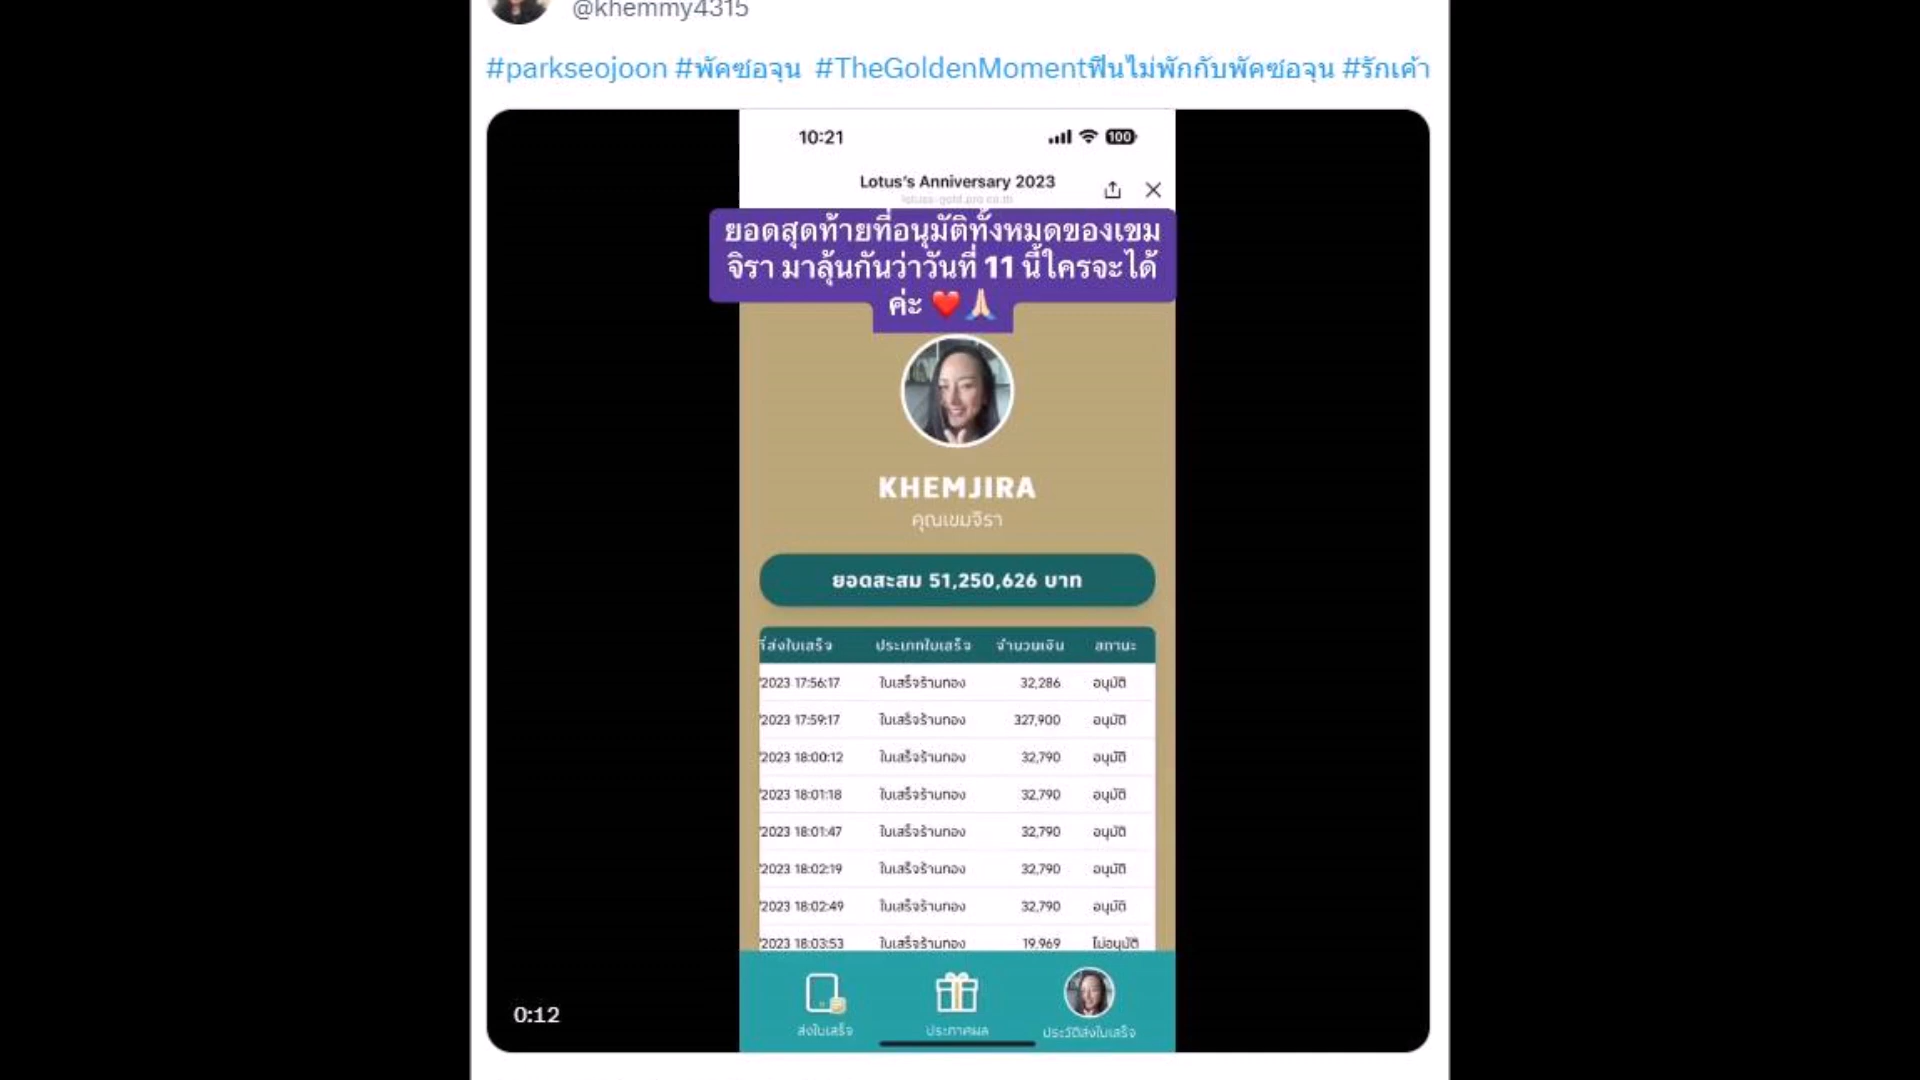 @khemmy4315
#parkseojoon #พัคซอจุน #TheGoldenMomentฟินไม่พักกับพัคซอจุน #รักเค้า
10:21
100
Lotus's Anniversary 2023
lotuss-gold.pro.co.th
ยอดสุดท้ายที่อนุมัติทั้งหมดของเขม
จิรา มาลุ้นกันว่าวันที่ 11 นี้ใครจะได้
ค่ะ ❤️🙏🏻
KHEMJIRA
คุณเขมจิรา
ยอดสะสม 51,250,626 บาท
ที่ส่งใบเสร็จ ประเภทใบเสร็จ จำนวนเงิน สถานะ
/2023 17:56:17 ใบเสร็จร้านทอง 32,286 อนุมัติ
/2023 17:59:17 ใบเสร็จร้านทอง 327,900 อนุมัติ
/2023 18:00:12 ใบเสร็จร้านทอง 32,790 อนุมัติ
/2023 18:01:18 ใบเสร็จร้านทอง 32,790 อนุมัติ
/2023 18:01:47 ใบเสร็จร้านทอง 32,790 อนุมัติ
/2023 18:02:19 ใบเสร็จร้านทอง 32,790 อนุมัติ
/2023 18:02:49 ใบเสร็จร้านทอง 32,790 อนุมัติ
/2023 18:03:53 ใบเสร็จร้านทอง 19,969 ไม่อนุมัติ
ส่งใบเสร็จ ประกาศผล ประวัติส่งใบเสร็จ
0:12